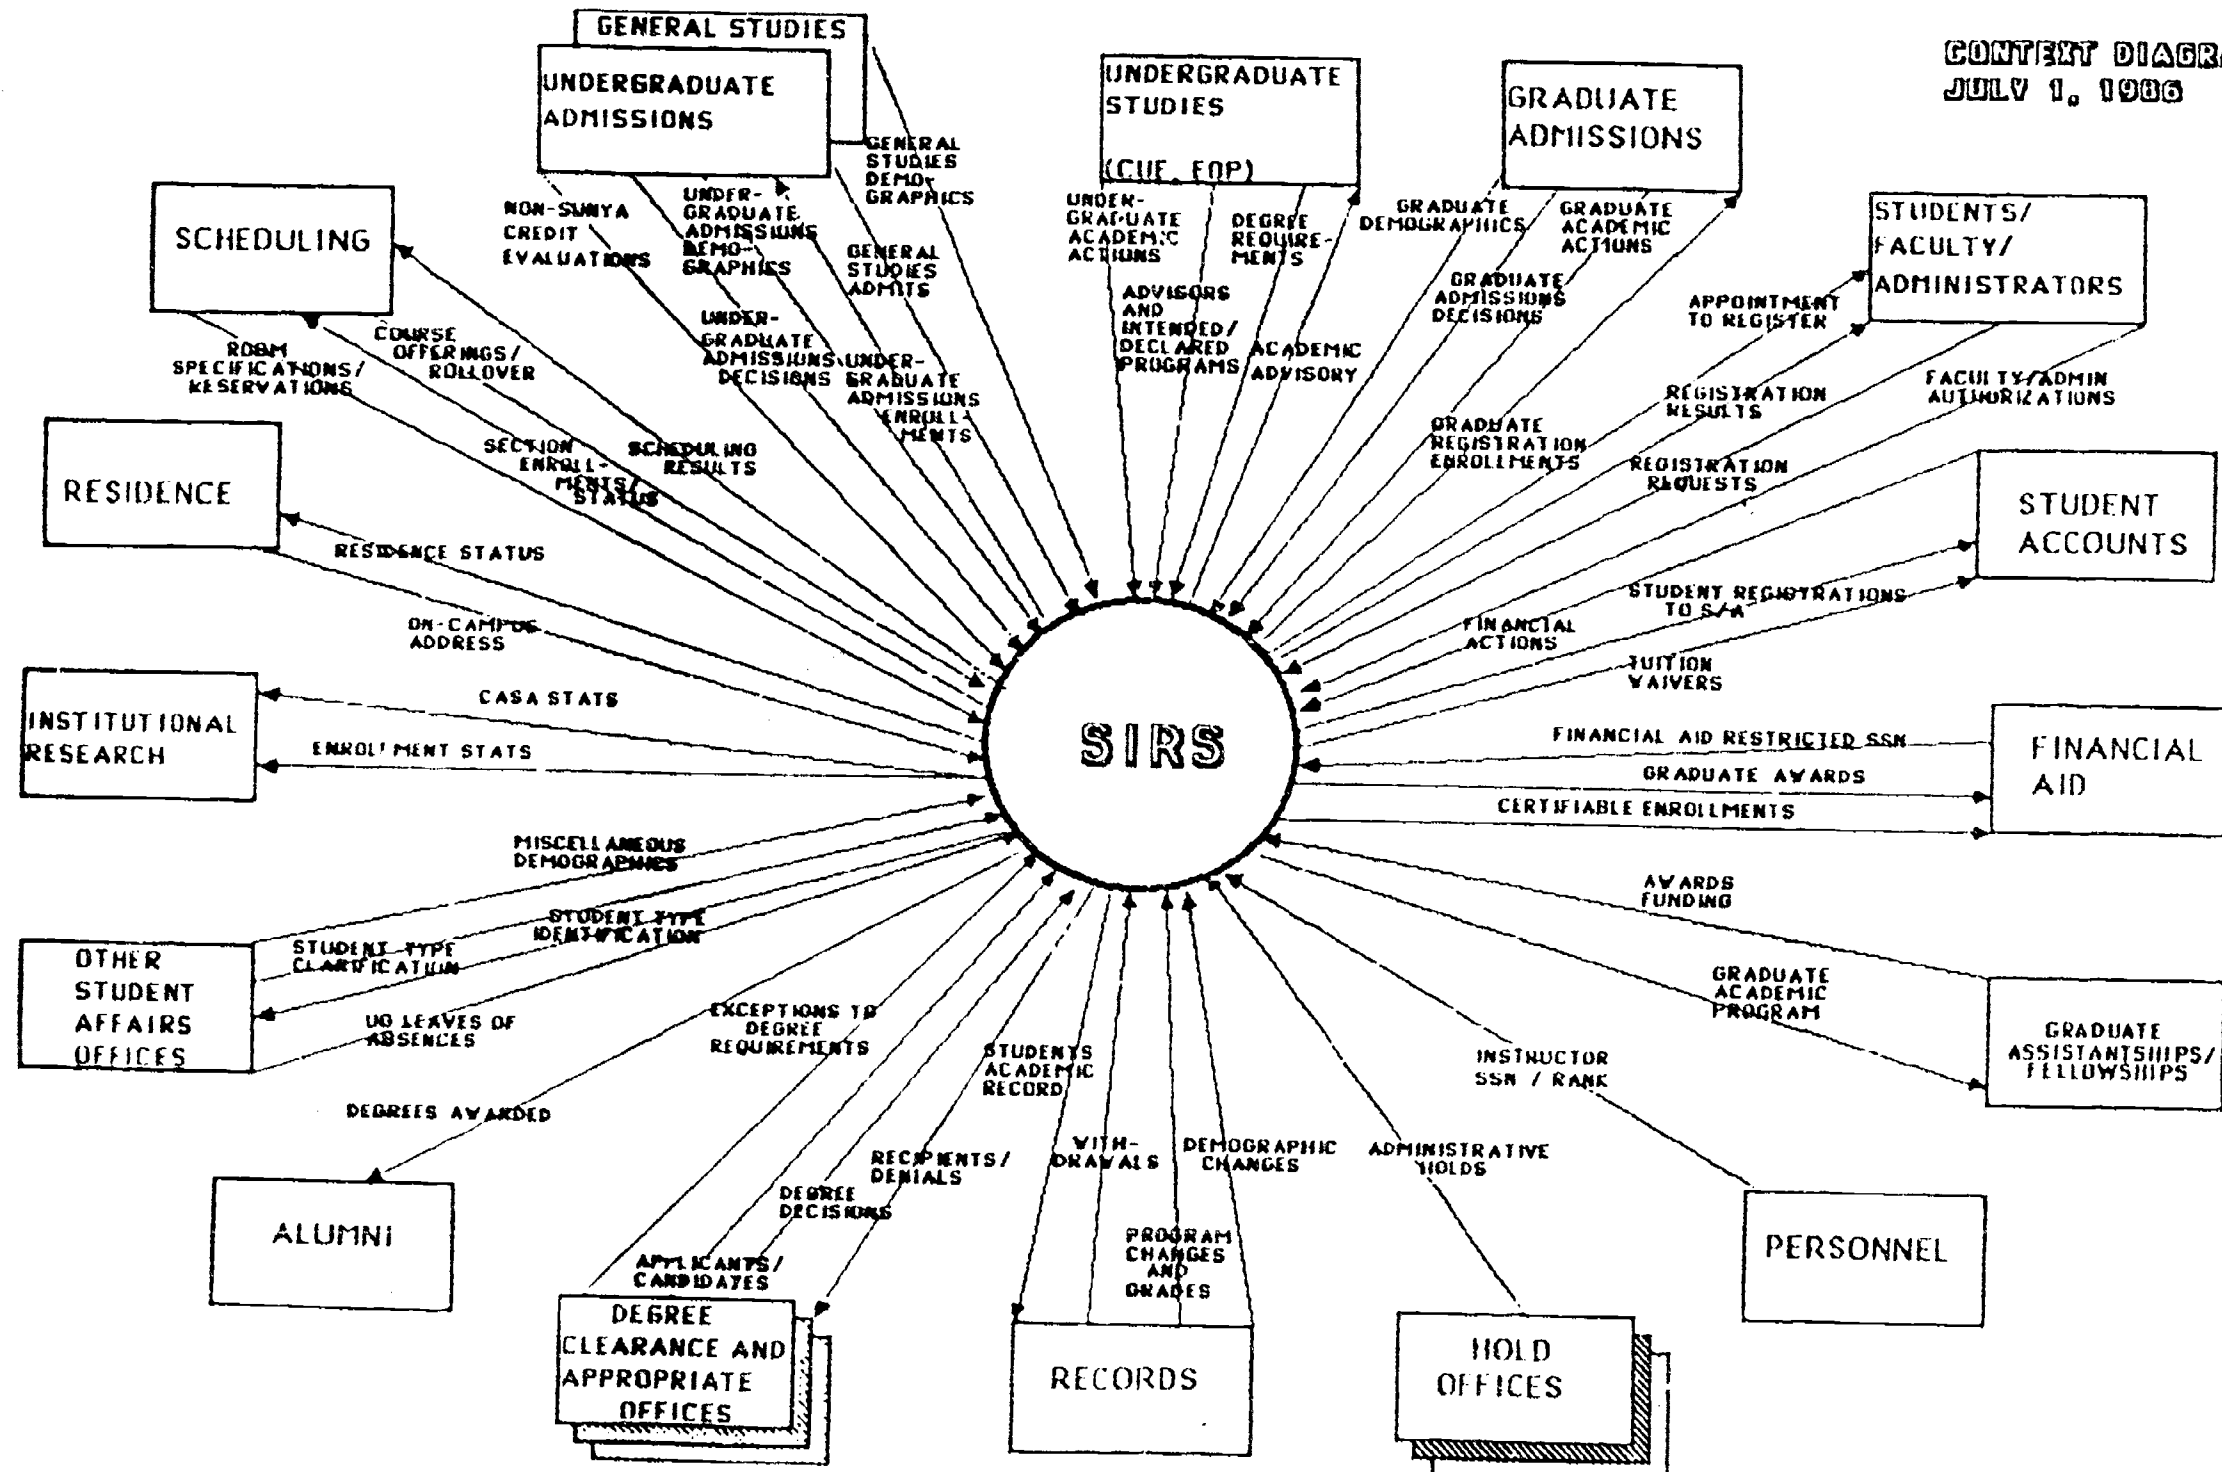 CONTEXT DIAGR
JULY 1, 1986
GENERAL STUDIES
UNDERGRADUATE
ADMISSIONS
UNDERGRADUATE
STUDIES
(CUE, EOP)
GRADUATE
ADMISSIONS
STUDENTS/
FACULTY/
ADMINISTRATORS
SCHEDULING
NON-SUNYA
CREDIT
EVALUATIONS
UNDER-
GRADUATE
ADMISSIONS
DEMO-
GRAPHICS
GENERAL
STUDIES
DEMO-
GRAPHICS
GENERAL
STUDIES
ADMITS
UNDER-
GRADUATE
ADMISSIONS
DECISIONS
UNDER-
GRADUATE
ADMISSIONS
ENROLL-
MENTS
UNDER-
GRADUATE
ACADEMIC
ACTIONS
DEGREE
REQUIRE-
MENTS
ADVISORS
AND
INTENDED/
DECLARED
PROGRAMS
ACADEMIC
ADVISORY
GRADUATE
DEMOGRAPHICS
GRADUATE
ACADEMIC
ACTIONS
GRADUATE
ADMISSIONS
DECISIONS
GRADUATE
REGISTRATION
ENROLLMENTS
APPOINTMENT
TO REGISTER
REGISTRATION
RESULTS
REGISTRATION
REQUESTS
FACULTY/ADMIN
AUTHORIZATIONS
ROOM
SPECIFICATIONS/
RESERVATIONS
COURSE
OFFERINGS/
ROLLOVER
SECTION
ENROLL-
MENTS/
STATUS
SCHEDULING
RESULTS
RESIDENCE
RESIDENCE STATUS
ON-CAMPUS
ADDRESS
STUDENT
ACCOUNTS
STUDENT REGISTRATIONS
TO S/A
FINANCIAL
ACTIONS
TUITION
WAIVERS
INSTITUTIONAL
RESEARCH
CASA STATS
ENROLLMENT STATS
SIRS
FINANCIAL
AID
FINANCIAL AID RESTRICTED SSN
GRADUATE AWARDS
CERTIFIABLE ENROLLMENTS
OTHER
STUDENT
AFFAIRS
OFFICES
MISCELLANEOUS
DEMOGRAPHICS
STUDENT TYPE
CLARIFICATION
STUDENT TYPE
IDENTIFICATION
UG LEAVES OF
ABSENCES
AWARDS
FUNDING
GRADUATE
ACADEMIC
PROGRAM
GRADUATE
ASSISTANTSHIPS/
FELLOWSHIPS
DEGREES AWARDED
ALUMNI
EXCEPTIONS TO
DEGREE
REQUIREMENTS
APPLICANTS/
CANDIDATES
DEGREE
DECISIONS
RECIPIENTS/
DENIALS
DEGREE
CLEARANCE AND
APPROPRIATE
OFFICES
STUDENTS
ACADEMIC
RECORD
WITH-
DRAWALS
DEMOGRAPHIC
CHANGES
PROGRAM
CHANGES
AND
GRADES
RECORDS
ADMINISTRATIVE
HOLDS
HOLD
OFFICES
INSTRUCTOR
SSN / RANK
PERSONNEL